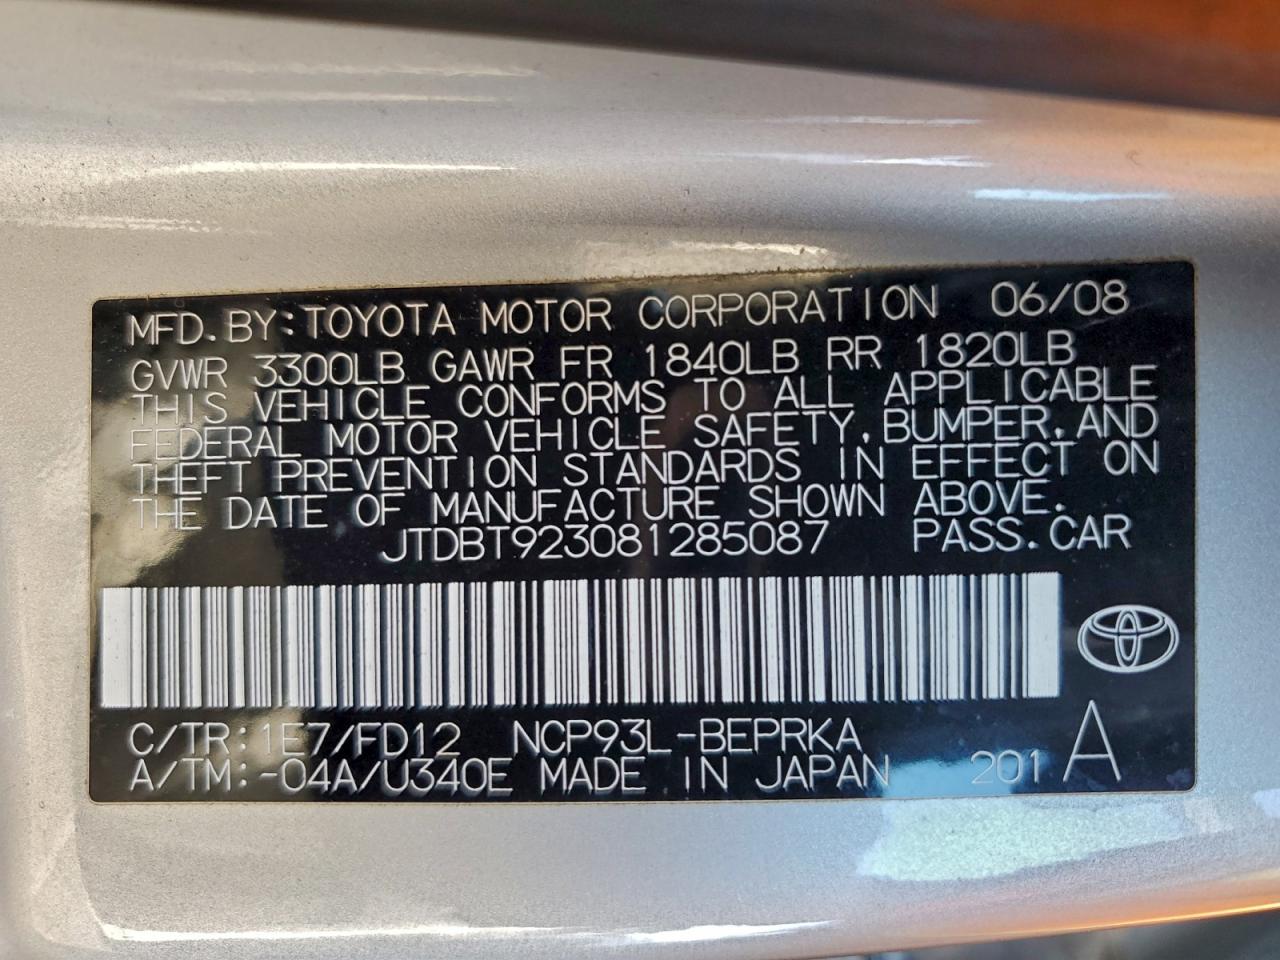 MFD. BY: TOYOTA MOTOR CORPORATION 06/08
GVWR 3300LB GAWR FR 1840LB RR 1820LB
THIS VEHICLE CONFORMS TO ALL APPLICABLE
FEDERAL MOTOR VEHICLE SAFETY, BUMPER, AND
THEFT PREVENTION STANDARDS IN EFFECT ON
THE DATE OF MANUFACTURE SHOWN ABOVE.
JTDBT923081285087 PASS. CAR
C/TR: 1E7/FD12 NCP93L-BEPRKA
A/TM: -04A/U340E MADE IN JAPAN 201 A